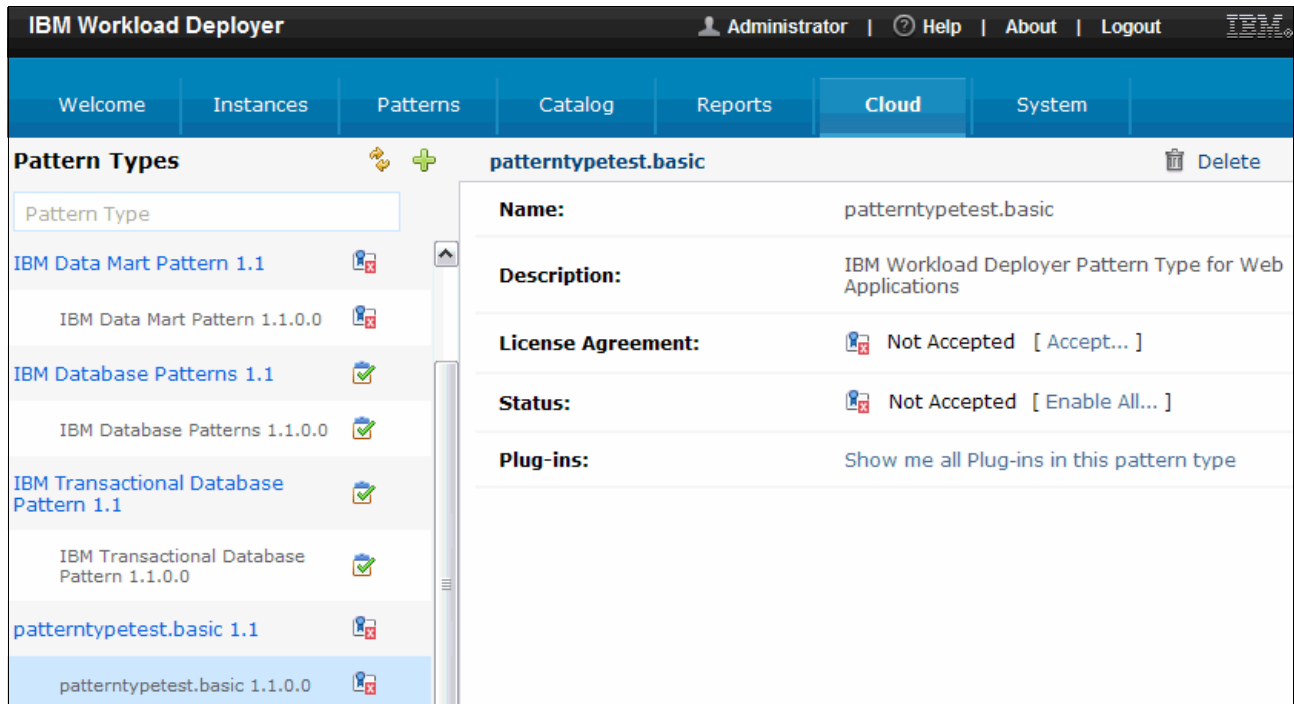 IBM Workload Deployer
Administrator | Help | About | Logout
IBM
Welcome Instances Patterns Catalog Reports Cloud System
Pattern Types
Pattern Type
IBM Data Mart Pattern 1.1
IBM Data Mart Pattern 1.1.0.0
IBM Database Patterns 1.1
IBM Database Patterns 1.1.0.0
IBM Transactional Database
Pattern 1.1
IBM Transactional Database
Pattern 1.1.0.0
patterntypetest.basic 1.1
patterntypetest.basic 1.1.0.0
patterntypetest.basic
Delete
Name: patterntypetest.basic
Description: IBM Workload Deployer Pattern Type for Web
Applications
License Agreement: Not Accepted [ Accept... ]
Status: Not Accepted [ Enable All... ]
Plug-ins: Show me all Plug-ins in this pattern type